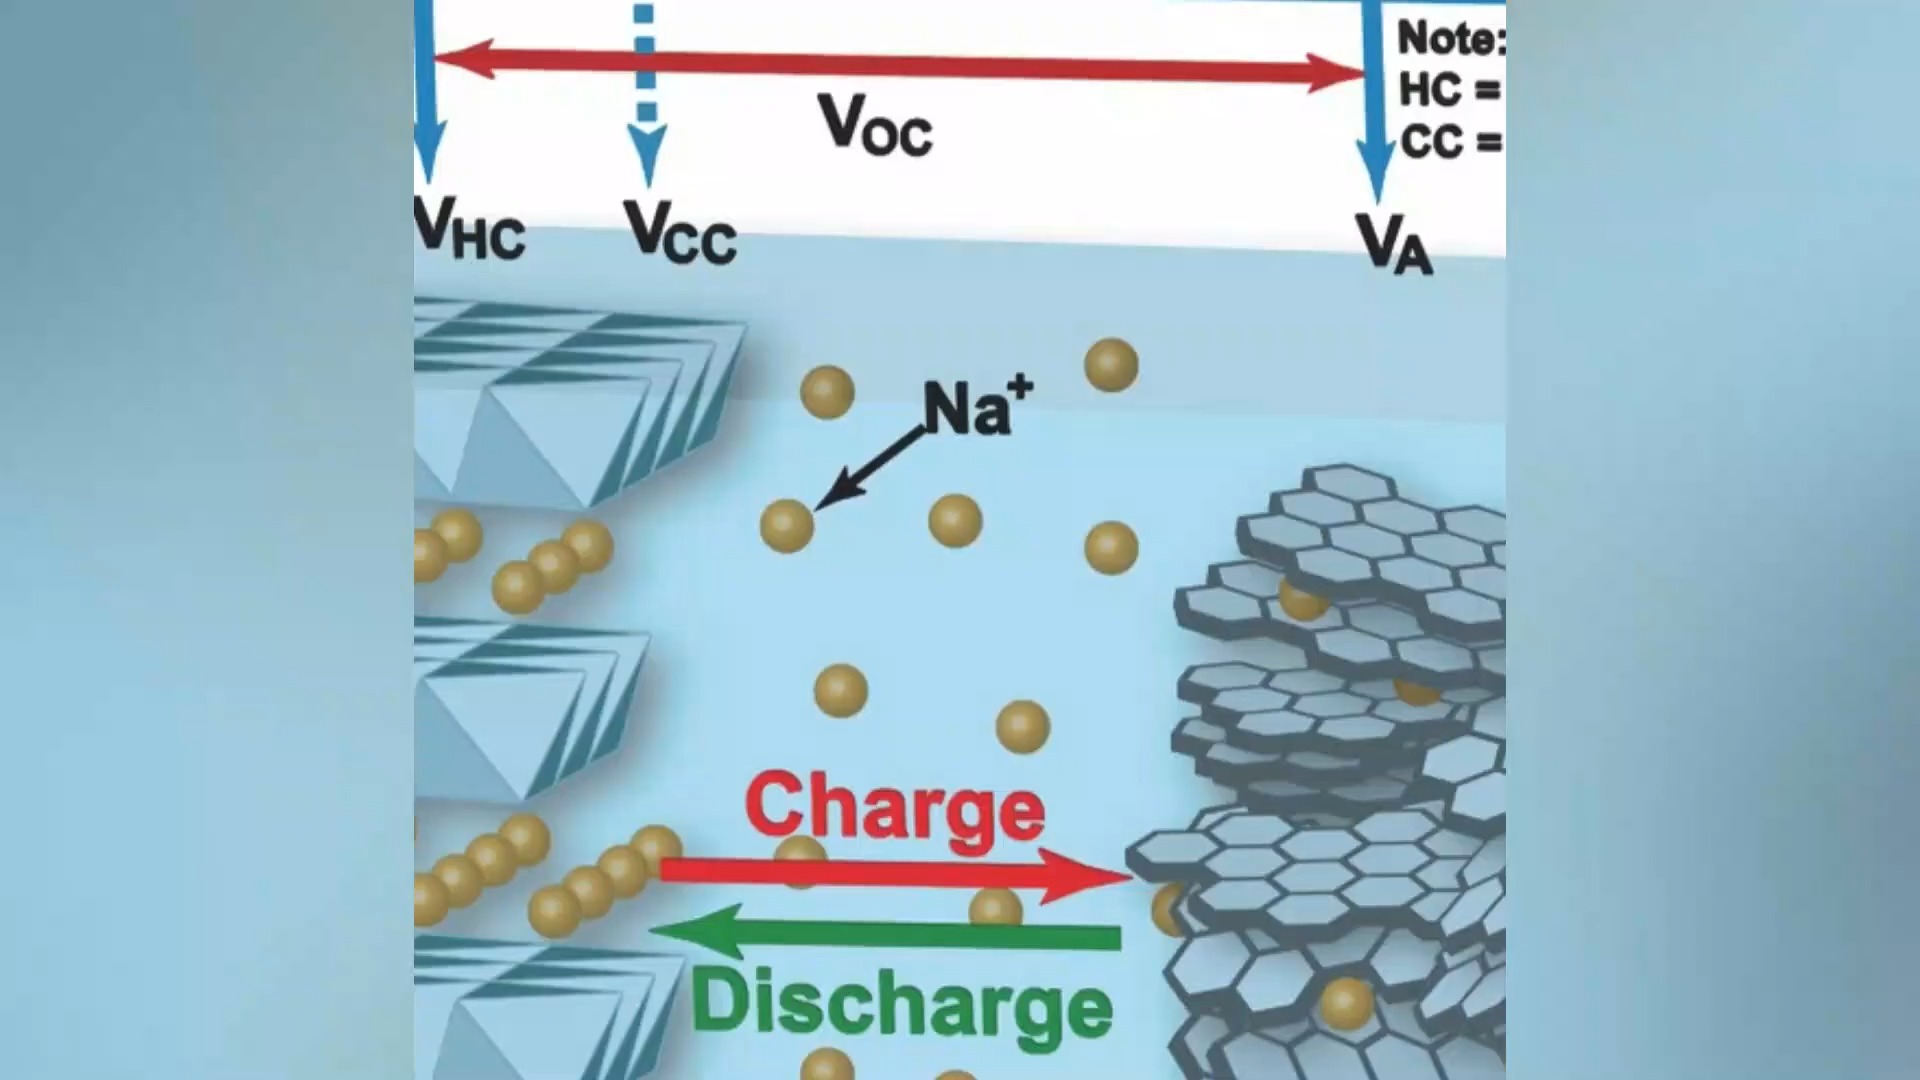 Note:
HC =
CC =
VOC
VHC
VCC
VA
Na⁺
Charge
Discharge